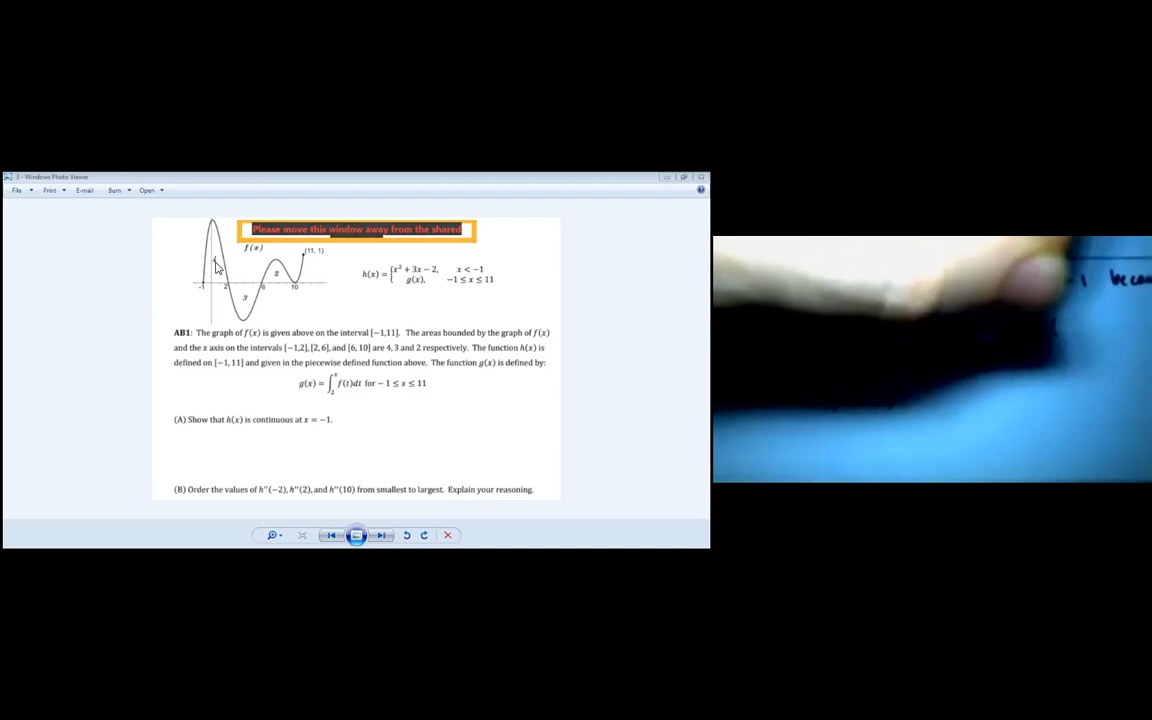 3 - Windows Photo Viewer
File Print E-mail Burn Open
Please move this window away from the shared
f(x)
(11, 1)
4
2
3
-1 2 6 10
h(x) = { x² + 3x − 2, x < −1
g(x), −1 ≤ x ≤ 11
AB1: The graph of f(x) is given above on the interval [−1,11]. The areas bounded by the graph of f(x)
and the x axis on the intervals [−1,2], [2,6], and [6,10] are 4, 3 and 2 respectively. The function h(x) is
defined on [−1,11] and given in the piecewise defined function above. The function g(x) is defined by:
g(x) = ∫₂ˣ f(t)dt for − 1 ≤ x ≤ 11
(A) Show that h(x) is continuous at x = −1.
(B) Order the values of h''(−2), h''(2), and h''(10) from smallest to largest. Explain your reasoning.
-1